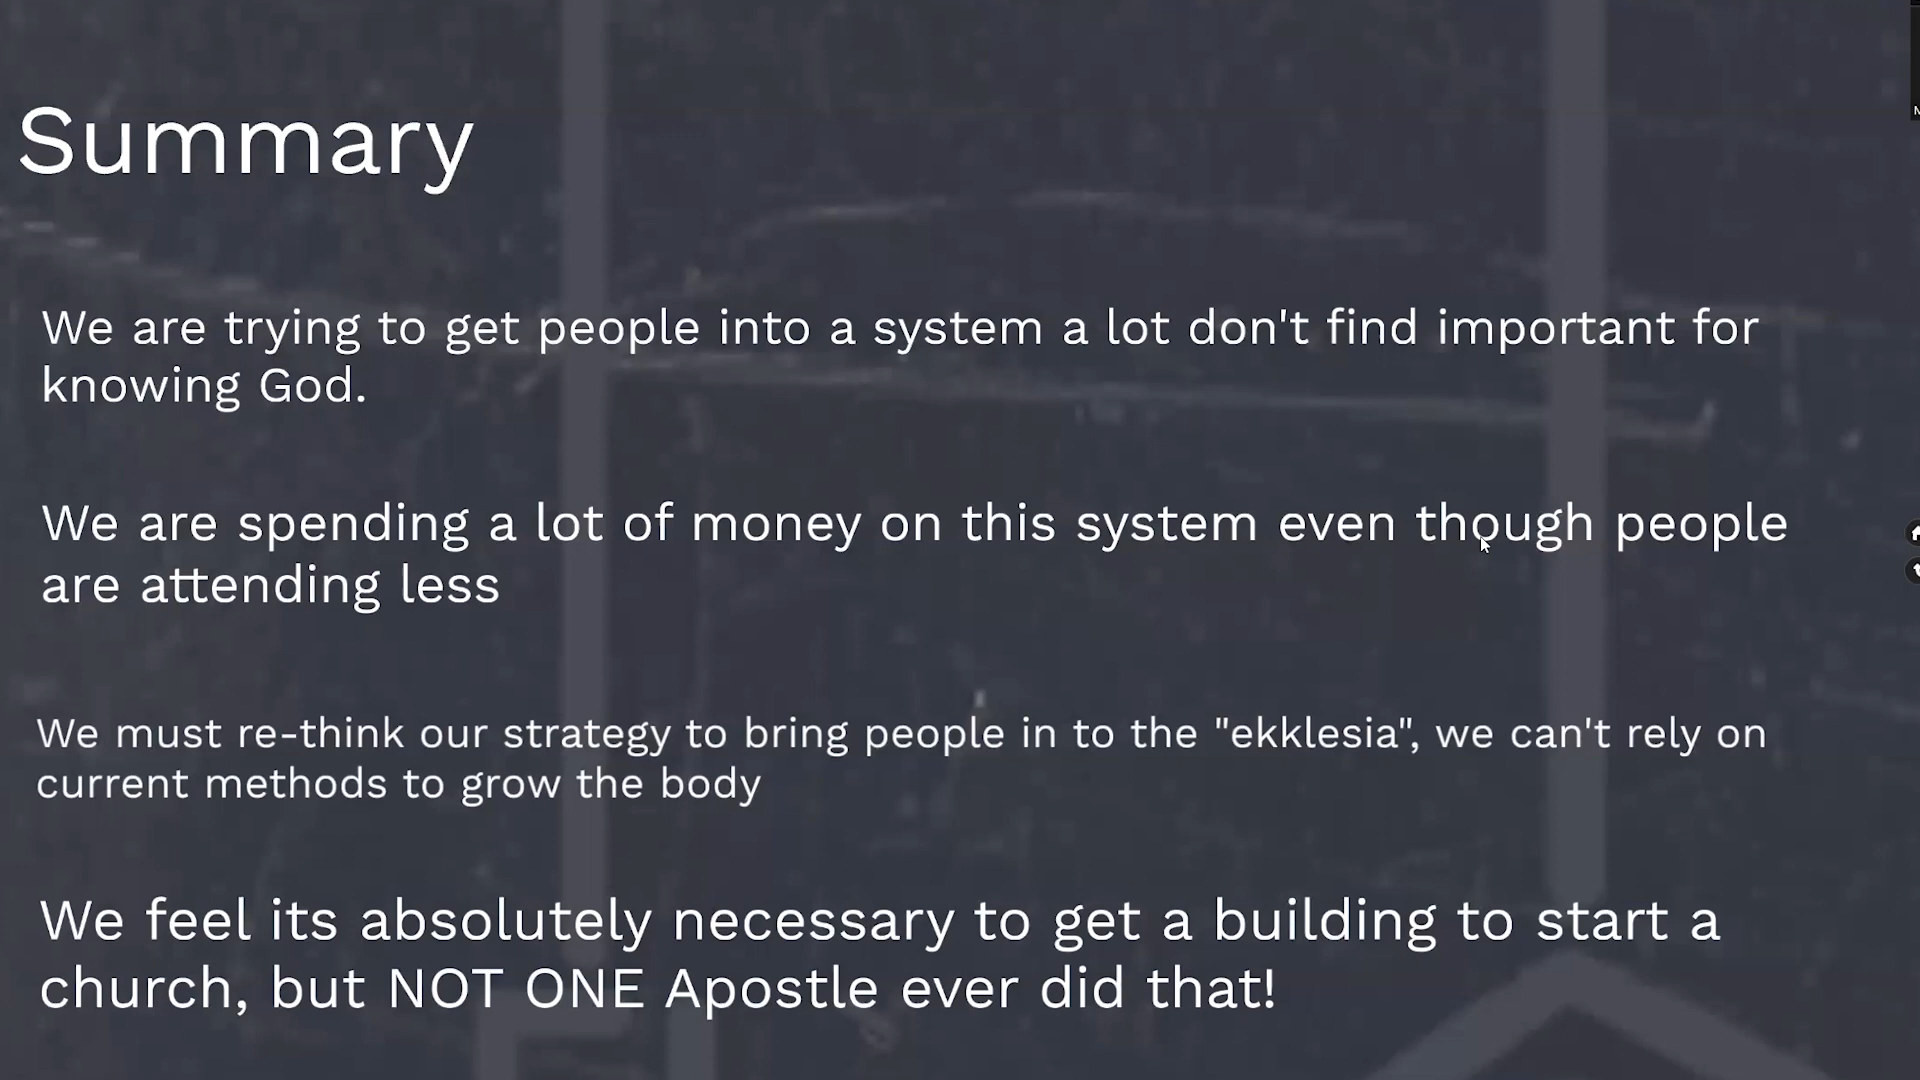 Summary
We are trying to get people into a system a lot don't find important for
knowing God.
We are spending a lot of money on this system even though people
are attending less
We must re-think our strategy to bring people in to the "ekklesia", we can't rely on
current methods to grow the body
We feel its absolutely necessary to get a building to start a
church, but NOT ONE Apostle ever did that!